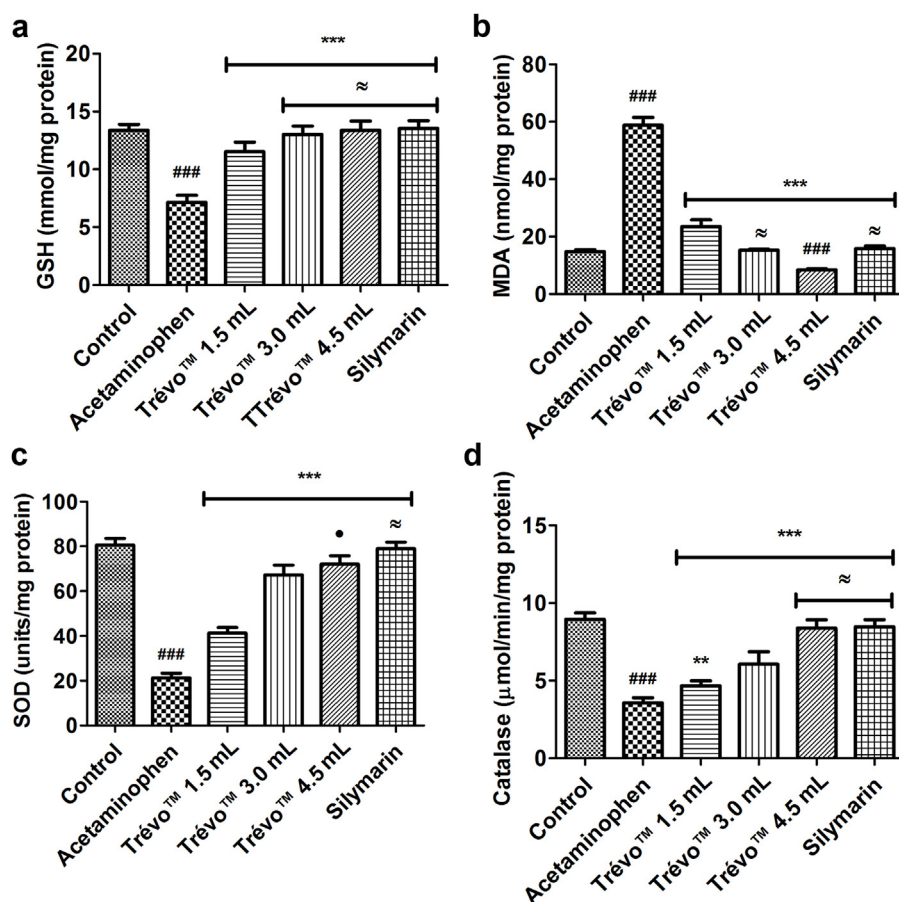 a
***
≈
###
GSH (mmol/mg protein)
20
15
10
5
0
Control
Acetaminophen
Trévo™ 1.5 mL
Trévo™ 3.0 mL
TTrévo™ 4.5 mL
Silymarin
b
###
***
≈
###
≈
MDA (nmol/mg protein)
80
60
40
20
0
Control
Acetaminophen
Trévo™ 1.5 mL
Trévo™ 3.0 mL
Trévo™ 4.5 mL
Silymarin
c
***
•
≈
###
SOD (units/mg protein)
100
80
60
40
20
0
Control
Acetaminophen
Trévo™ 1.5 mL
Trévo™ 3.0 mL
Trévo™ 4.5 mL
Silymarin
d
***
≈
###
**
Catalase (μmol/min/mg protein)
15
10
5
0
Control
Acetaminophen
Trévo™ 1.5 mL
Trévo™ 3.0 mL
Trévo™ 4.5 mL
Silymarin